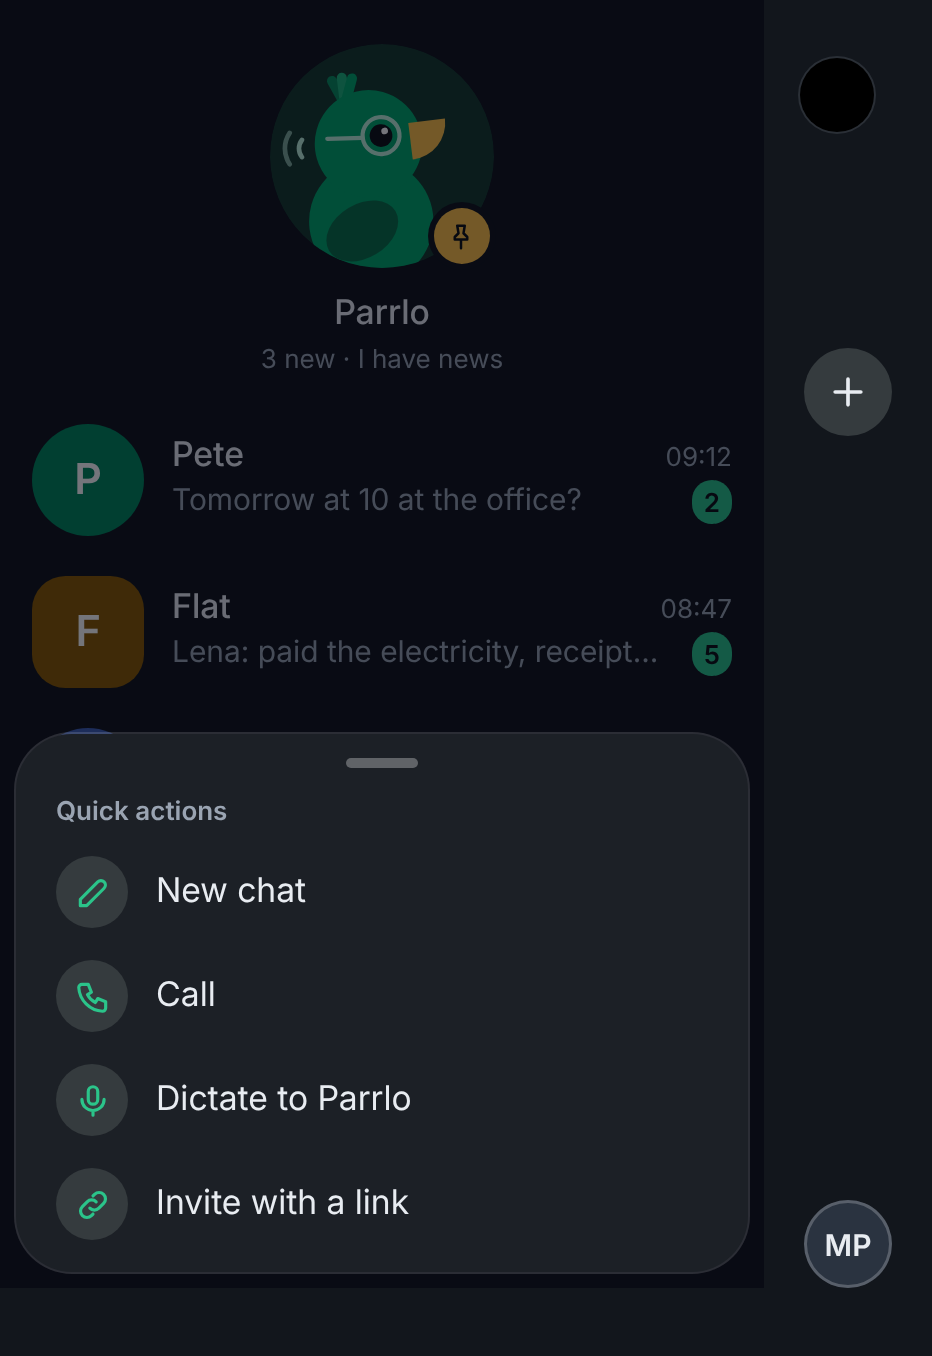 Parrlo
3 new · I have news
P
Pete
09:12
Tomorrow at 10 at the office?
2
F
Flat
08:47
Lena: paid the electricity, receipt...
5
Quick actions
New chat
Call
Dictate to Parrlo
Invite with a link
MP